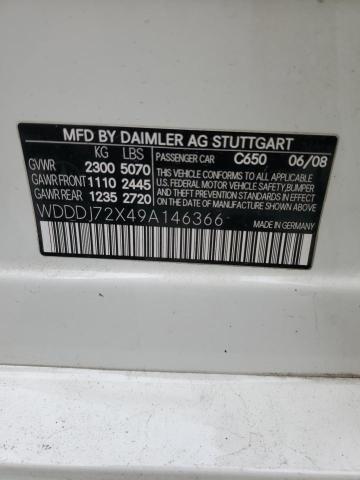 MFD BY DAIMLER AG STUTTGART
KG LBS PASSENGER CAR C650 06/08
GVWR 2300 5070
GAWR FRONT 1110 2445
GAWR REAR 1235 2720
WDDDJ72X49A146366
THIS VEHICLE CONFORMS TO ALL APPLICABLE
U.S. FEDERAL MOTOR VEHICLE SAFETY, BUMPER
AND THEFT PREVENTION STANDARDS IN EFFECT
ON THE DATE OF MANUFACTURE SHOWN ABOVE
MADE IN GERMANY